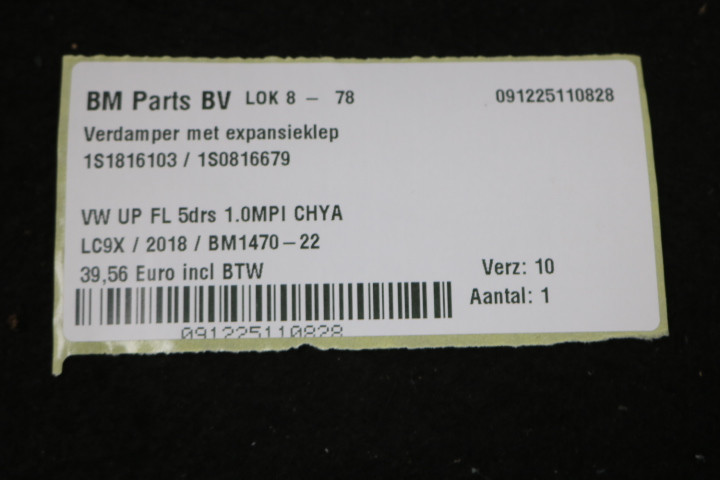 BM Parts BV LOK 8 - 78 091225110828
Verdamper met expansieklep
1S1816103 / 1S0816679
VW UP FL 5drs 1.0MPI CHYA
LC9X / 2018 / BM1470-22
39,56 Euro incl BTW Verz: 10
Aantal: 1
091225110828